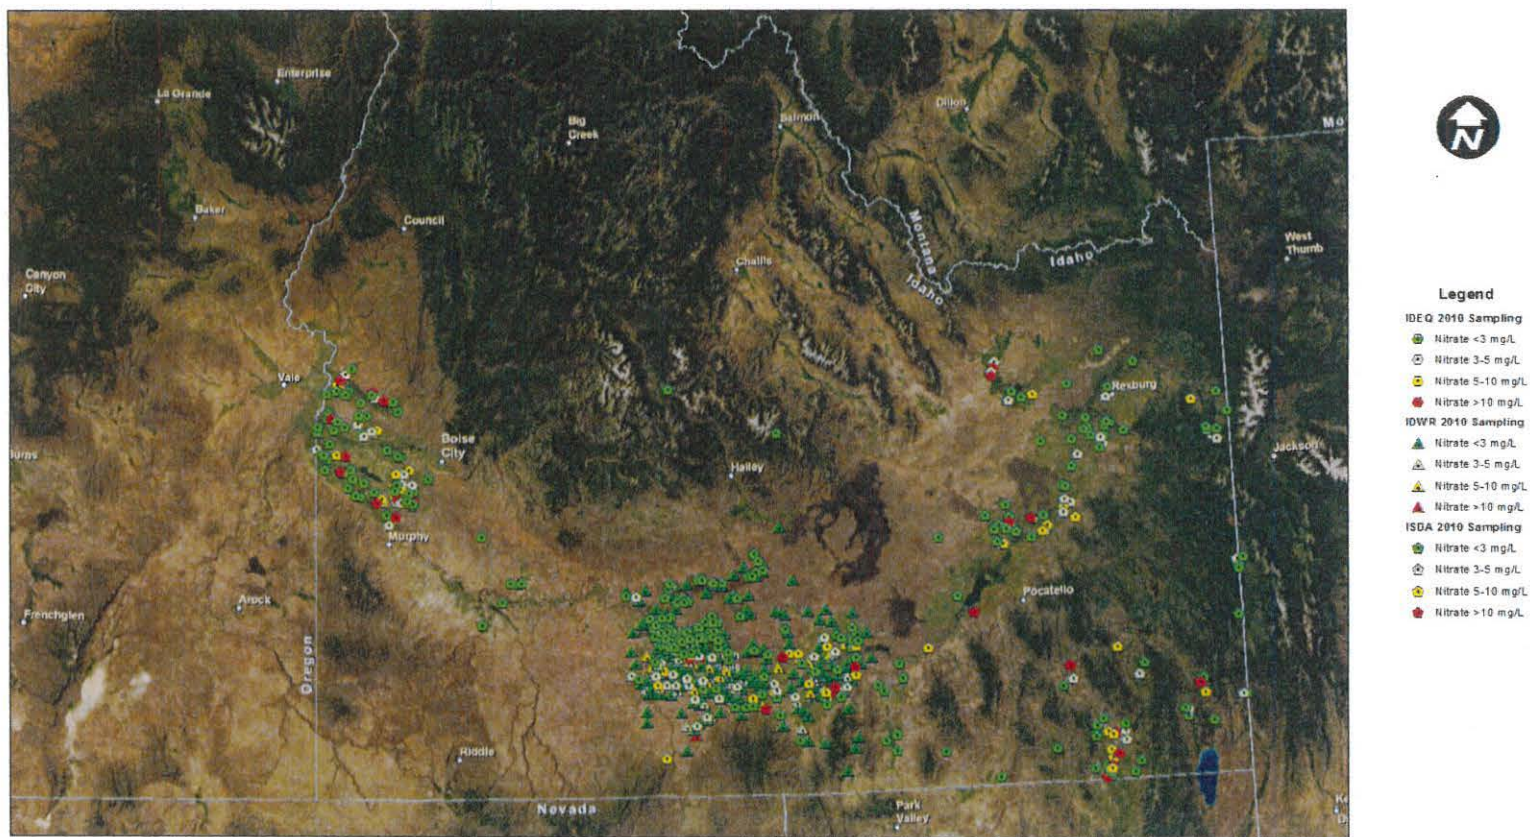 Enterprise
La Grande
Big
Creek
Salmon
Dillon
Mo
N
Baker
Council
Montana
Idaho
Idaho
West
Thumb
Canyon
City
Challis
Legend
IDEQ 2010 Sampling
Nitrate <3 mg/L
Nitrate 3-5 mg/L
Nitrate 5-10 mg/L
Nitrate >10 mg/L
IDWR 2010 Sampling
Nitrate <3 mg/L
Nitrate 3-5 mg/L
Nitrate 5-10 mg/L
Nitrate >10 mg/L
ISDA 2010 Sampling
Nitrate <3 mg/L
Nitrate 3-5 mg/L
Nitrate 5-10 mg/L
Nitrate >10 mg/L
Vale
Rexburg
Boise
City
Jackson
Burns
Hailey
Murphy
Arock
Pocatello
Frenchglen
Oregon
Riddle
Nevada
Park
Valley